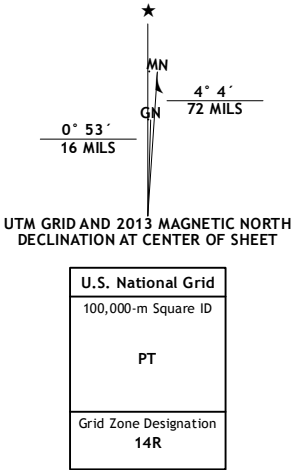 ★
MN
4° 4´
72 MILS
GN
0° 53´
16 MILS
UTM GRID AND 2013 MAGNETIC NORTH
DECLINATION AT CENTER OF SHEET
U.S. National Grid
100,000-m Square ID
PT
Grid Zone Designation
14R